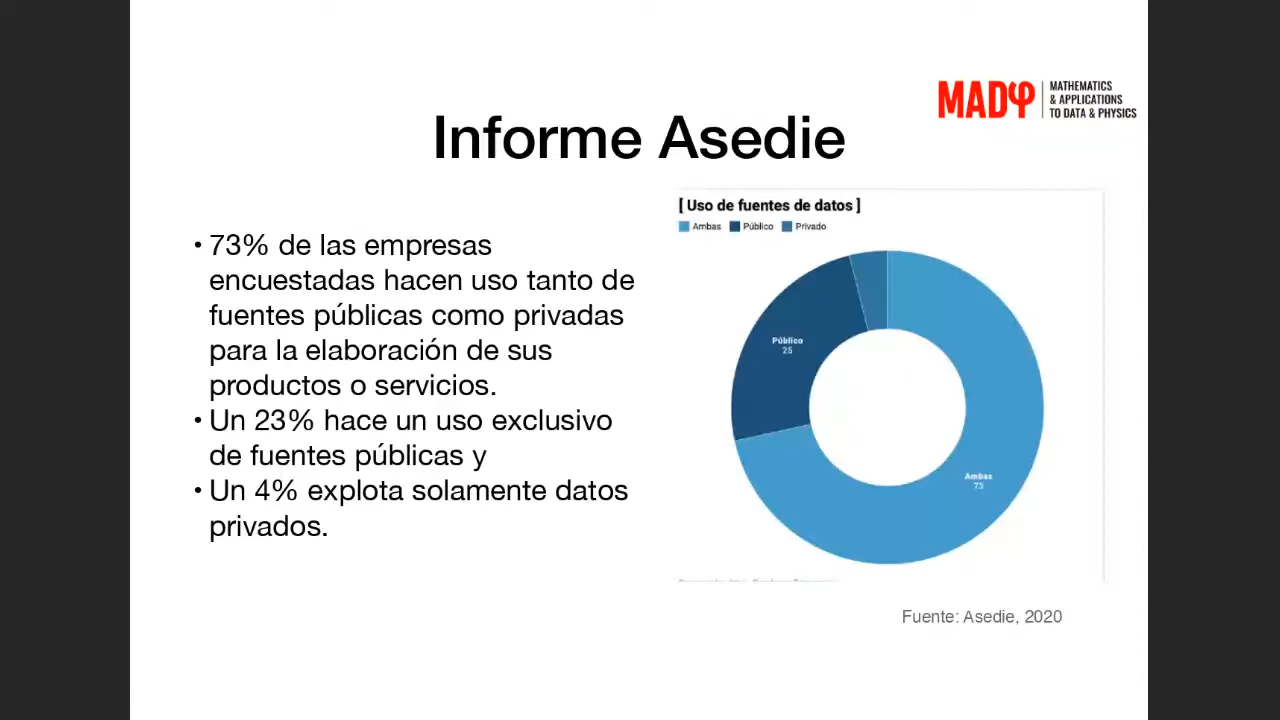 MADφ
MATHEMATICS
& APPLICATIONS
TO DATA & PHYSICS
Informe Asedie
• 73% de las empresas
encuestadas hacen uso tanto de
fuentes públicas como privadas
para la elaboración de sus
productos o servicios.
• Un 23% hace un uso exclusivo
de fuentes públicas y
• Un 4% explota solamente datos
privados.
[ Uso de fuentes de datos ]
Ambas Público Privado
Público
25
Ambas
73
Fuente: Asedie, 2020